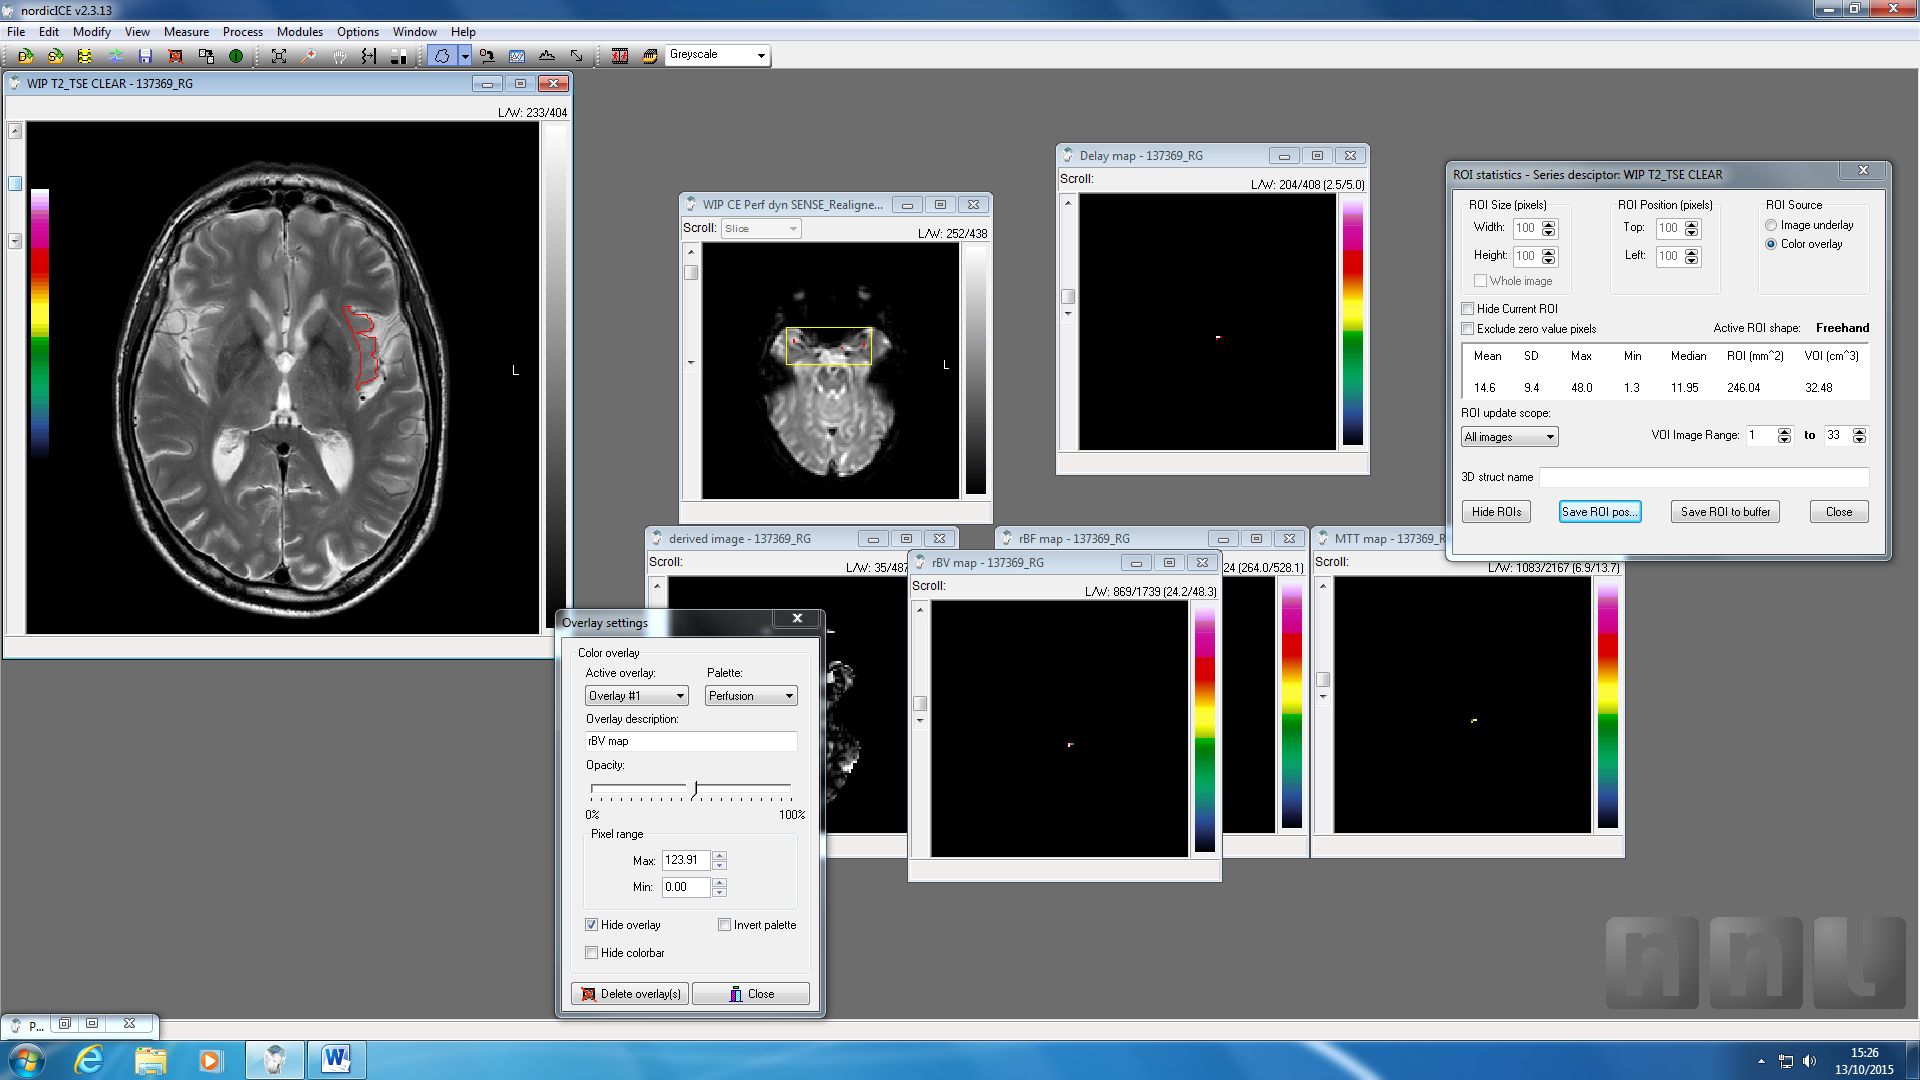 nordicICE v2.3.13
File Edit Modify View Measure Process Modules Options Window Help
Greyscale
WIP T2_TSE CLEAR - 137369_RG
L/W: 233/404
L
WIP CE Perf dyn SENSE_Realigne...
Scroll: Slice
L/W: 252/438
L
Delay map - 137369_RG
Scroll:
L/W: 204/408 (2.5/5.0)
ROI statistics - Series desciptor: WIP T2_TSE CLEAR
ROI Size (pixels) ROI Position (pixels) ROI Source
Width: 100 Top: 100 Image underlay
Color overlay
Height: 100 Left: 100
Whole image
Hide Current ROI
Exclude zero value pixels Active ROI shape: Freehand
Mean SD Max Min Median ROI (mm^2) VOI (cm^3)
14.6 9.4 48.0 1.3 11.95 246.04 32.48
ROI update scope:
All images VOI Image Range: 1 to 33
3D struct name
Hide ROIs Save ROI pos... Save ROI to buffer Close
derived image - 137369_RG
Scroll:
L/W: 35/487
rBF map - 137369_RG
24 (264.0/528.1)
MTT map - 137369_R
Scroll:
L/W: 1083/2167 (6.9/13.7)
rBV map - 137369_RG
Scroll:
L/W: 869/1739 (24.2/48.3)
Overlay settings
Color overlay
Active overlay: Palette:
Overlay #1 Perfusion
Overlay description:
rBV map
Opacity:
0% 100%
Pixel range
Max: 123.91
Min: 0.00
Hide overlay Invert palette
Hide colorbar
Delete overlay(s) Close
nnl
P...
15:26
13/10/2015